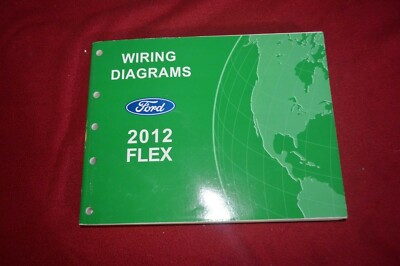 WIRING
DIAGRAMS
Ford
2012
FLEX